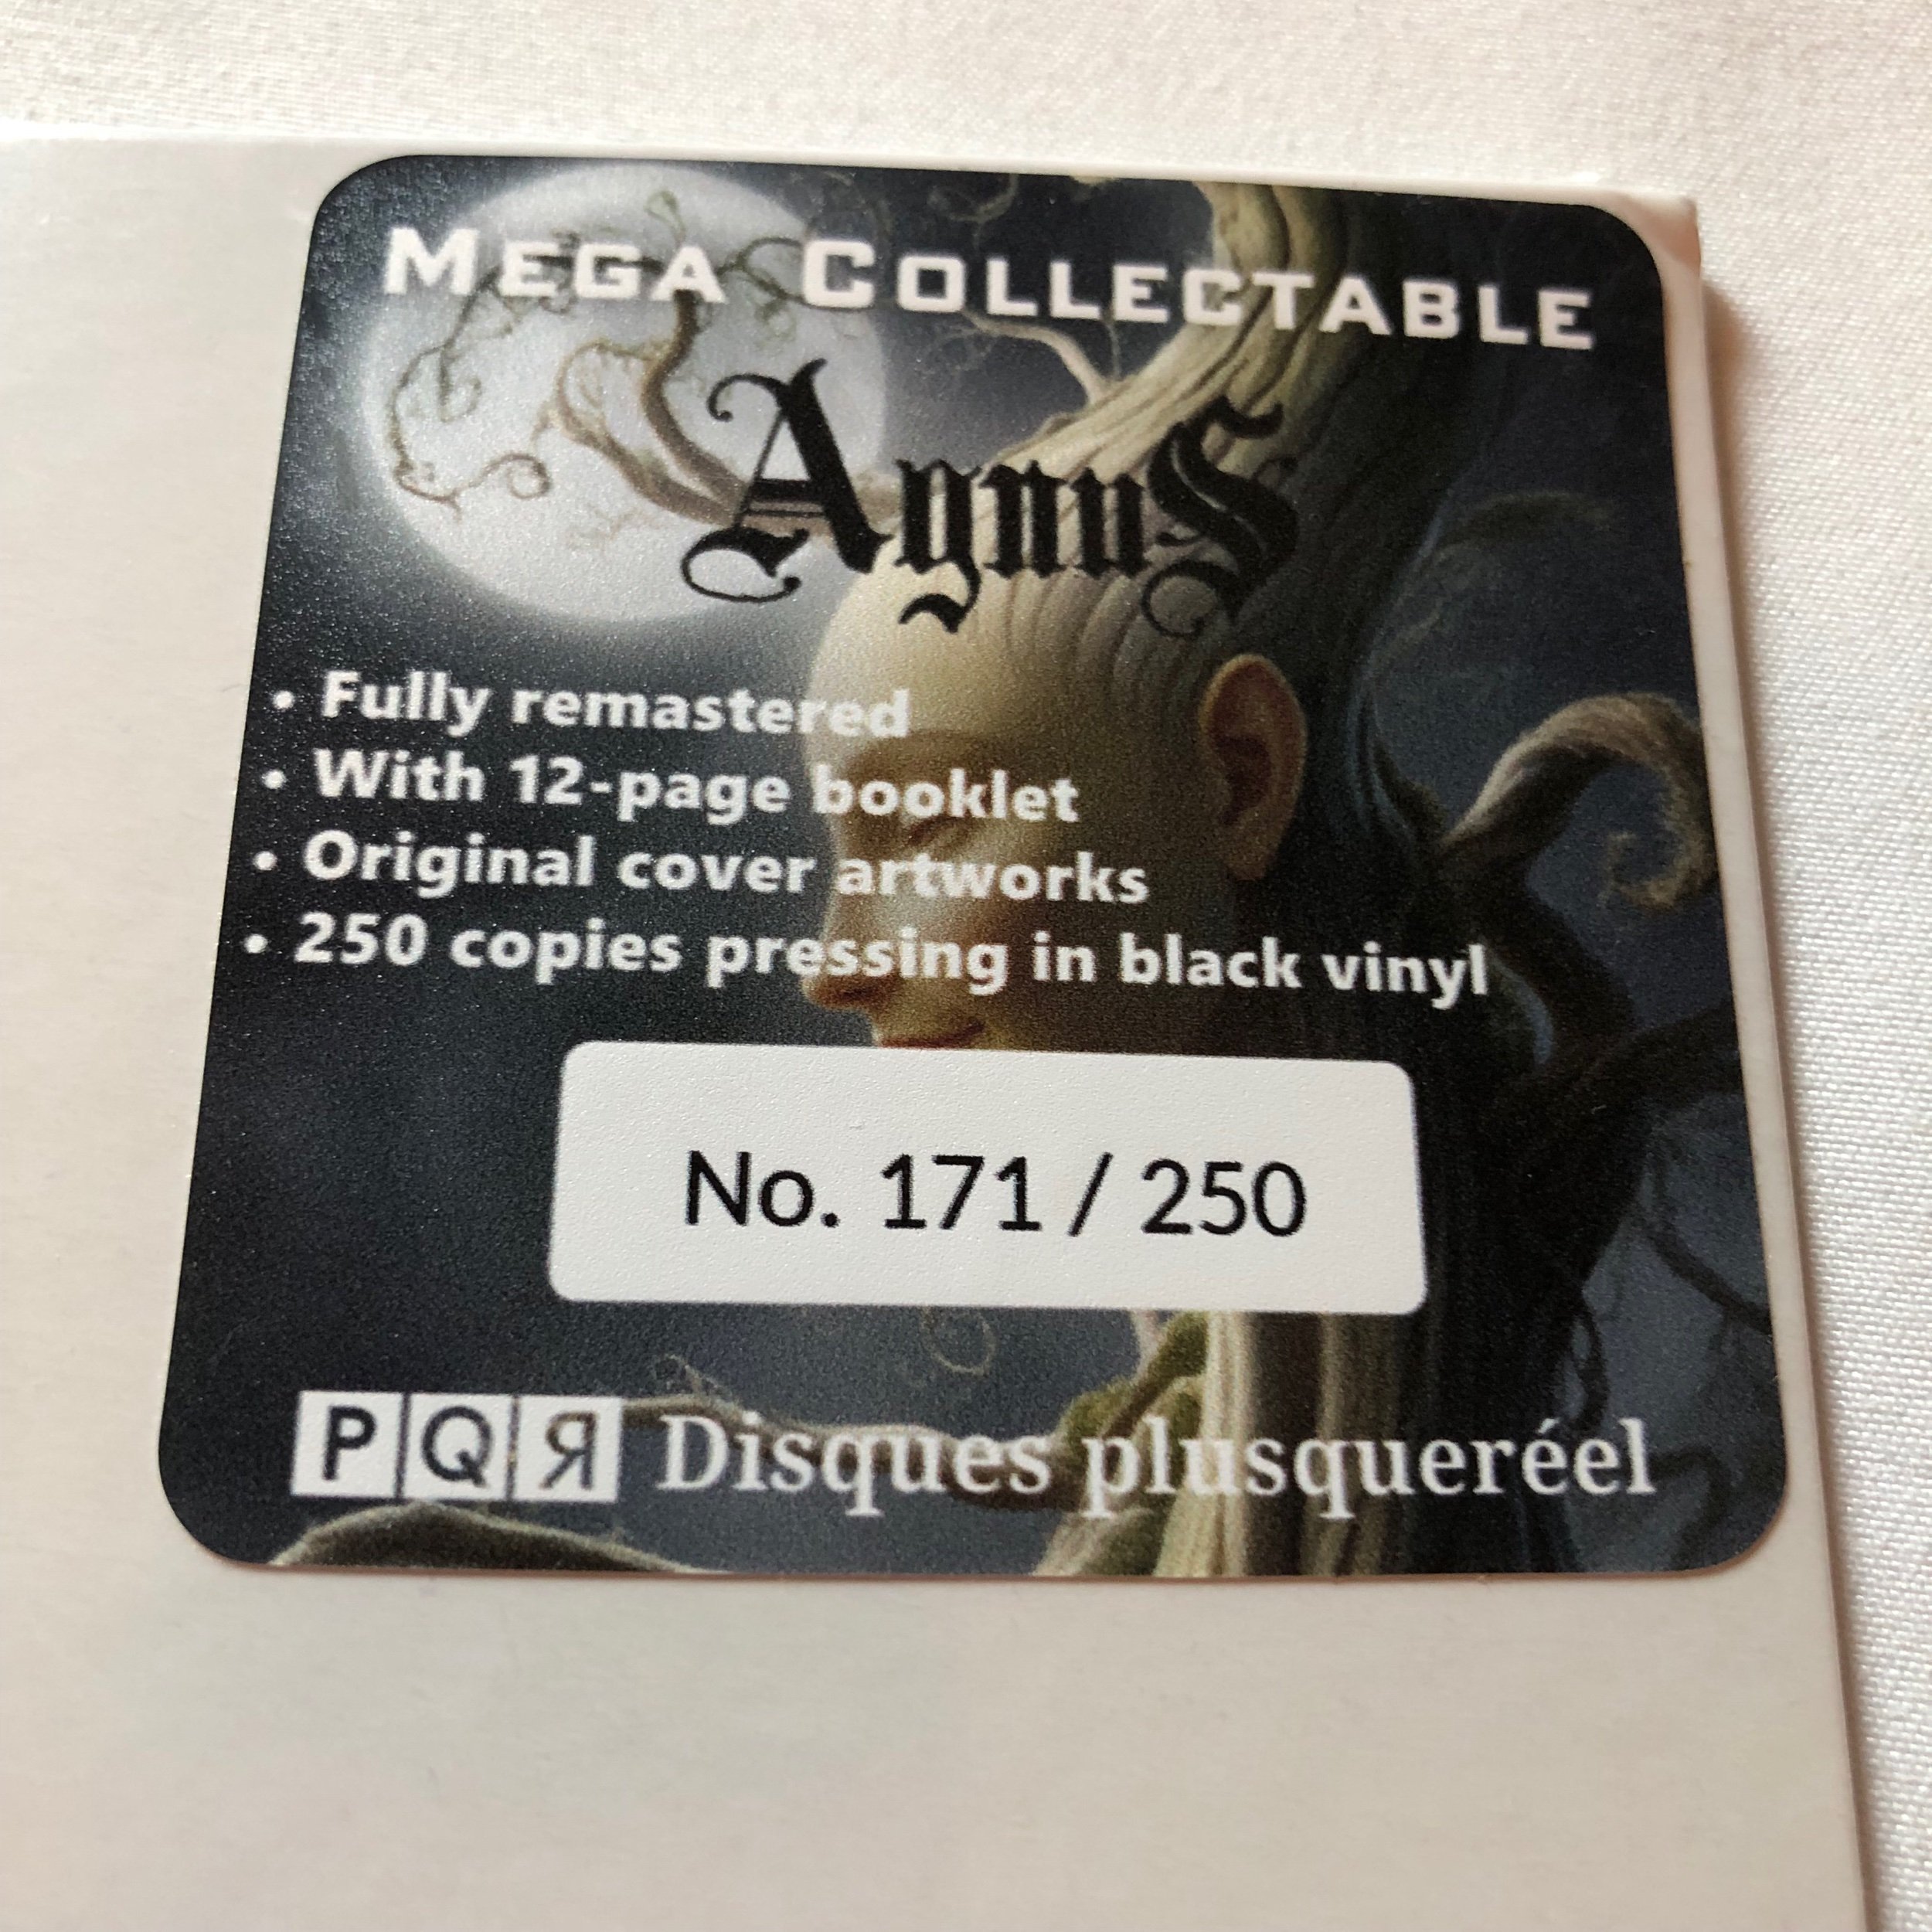 MEGA COLLECTABLE
AgnuS
• Fully remastered
• With 12-page booklet
• Original cover artworks
• 250 copies pressing in black vinyl
No. 171 / 250
PQЯ Disques plusqueréel